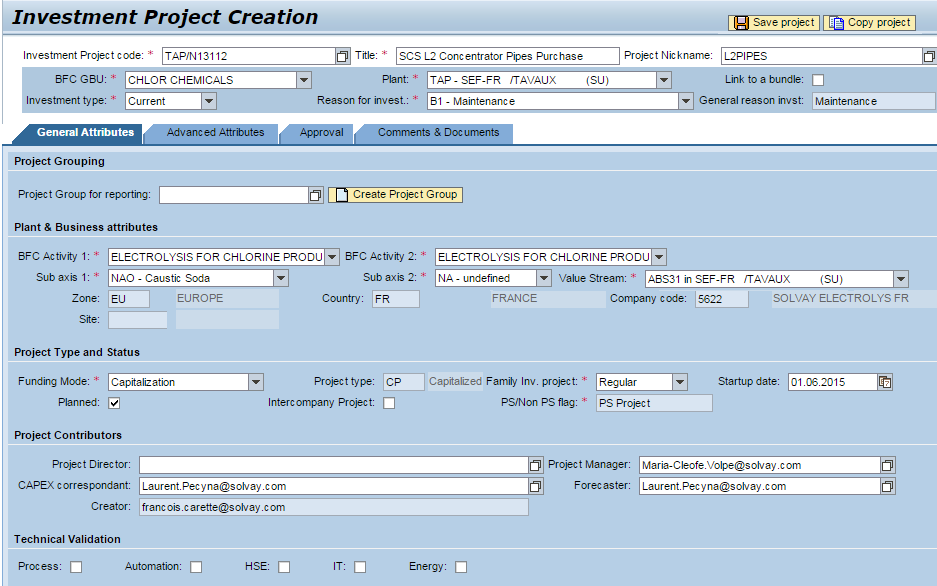 Investment Project Creation
Save project Copy project
Investment Project code: * TAP/N13112 Title: * SCS L2 Concentrator Pipes Purchase Project Nickname: L2PIPES
BFC GBU: * CHLOR CHEMICALS Plant: * TAP - SEF-FR /TAVAUX (SU) Link to a bundle:
Investment type: * Current Reason for invest.: * B1 - Maintenance General reason invst: Maintenance
General Attributes Advanced Attributes Approval Comments & Documents
Project Grouping
Project Group for reporting: Create Project Group
Plant & Business attributes
BFC Activity 1: * ELECTROLYSIS FOR CHLORINE PRODU BFC Activity 2: * ELECTROLYSIS FOR CHLORINE PRODU
Sub axis 1: * NAO - Caustic Soda Sub axis 2: * NA - undefined Value Stream: * ABS31 in SEF-FR /TAVAUX (SU)
Zone: EU EUROPE Country: FR FRANCE Company code: 5622 SOLVAY ELECTROLYS FR
Site:
Project Type and Status
Funding Mode: * Capitalization Project type: CP Capitalized Family Inv. project: * Regular Startup date: 01.06.2015
Planned: Intercompany Project: PS/Non PS flag: * PS Project
Project Contributors
Project Director: Project Manager: Maria-Cleofe.Volpe@solvay.com
CAPEX correspondant: Laurent.Pecyna@solvay.com Forecaster: Laurent.Pecyna@solvay.com
Creator: francois.carette@solvay.com
Technical Validation
Process: Automation: HSE: IT: Energy: